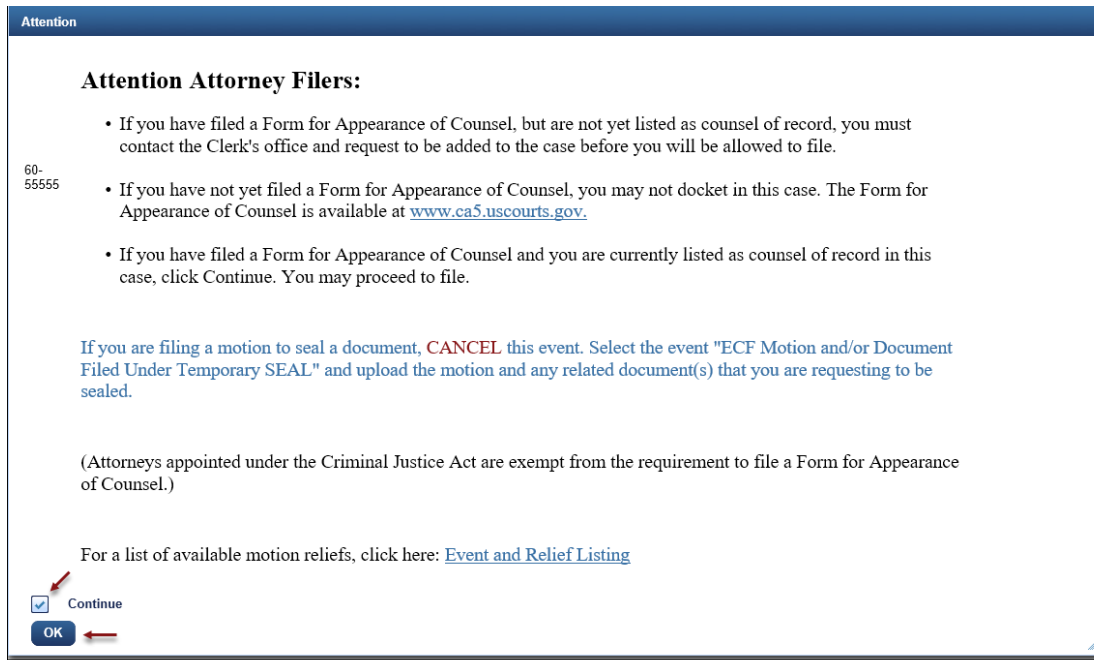 Attention
Attention Attorney Filers:
• If you have filed a Form for Appearance of Counsel, but are not yet listed as counsel of record, you must
contact the Clerk's office and request to be added to the case before you will be allowed to file.
60-
55555
• If you have not yet filed a Form for Appearance of Counsel, you may not docket in this case. The Form for
Appearance of Counsel is available at www.ca5.uscourts.gov.
• If you have filed a Form for Appearance of Counsel and you are currently listed as counsel of record in this
case, click Continue. You may proceed to file.
If you are filing a motion to seal a document, CANCEL this event. Select the event "ECF Motion and/or Document
Filed Under Temporary SEAL" and upload the motion and any related document(s) that you are requesting to be
sealed.
(Attorneys appointed under the Criminal Justice Act are exempt from the requirement to file a Form for Appearance
of Counsel.)
For a list of available motion reliefs, click here: Event and Relief Listing
Continue
OK